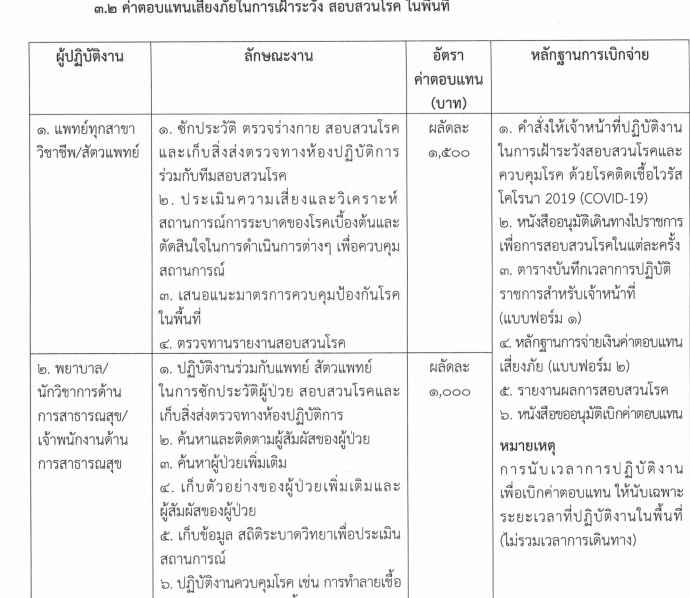 ๓.๒ ค่าตอบแทนเสี่ยงภัยในการเฝ้าระวัง สอบสวนโรค ในพื้นที่
ผู้ปฏิบัติงาน
ลักษณะงาน
อัตรา
ค่าตอบแทน
(บาท)
หลักฐานการเบิกจ่าย
๑. แพทย์ทุกสาขา
วิชาชีพ/สัตวแพทย์
๑. ซักประวัติ ตรวจร่างกาย สอบสวนโรค
และเก็บสิ่งส่งตรวจทางห้องปฏิบัติการ
ร่วมกับทีมสอบสวนโรค
๒. ประเมินความเสี่ยงและวิเคราะห์
สถานการณ์การระบาดของโรคเบื้องต้นและ
ตัดสินใจในการดำเนินการต่างๆ เพื่อควบคุม
สถานการณ์
๓. เสนอแนะมาตรการควบคุมป้องกันโรค
ในพื้นที่
๔. ตรวจทานรายงานสอบสวนโรค
ผลัดละ
๑,๕๐๐
๑. คำสั่งให้เจ้าหน้าที่ปฏิบัติงาน
ในการเฝ้าระวังสอบสวนโรคและ
ควบคุมโรค ด้วยโรคติดเชื้อไวรัส
โคโรนา 2019 (COVID-19)
๒. หนังสืออนุมัติเดินทางไปราชการ
เพื่อการสอบสวนโรคในแต่ละครั้ง
๓. ตารางบันทึกเวลาการปฏิบัติ
ราชการสำหรับเจ้าหน้าที่
(แบบฟอร์ม ๑)
๔. หลักฐานการจ่ายเงินค่าตอบแทน
เสี่ยงภัย (แบบฟอร์ม ๒)
๕. รายงานผลการสอบสวนโรค
๖. หนังสือขออนุมัติเบิกค่าตอบแทน
หมายเหตุ
การนับเวลาการปฏิบัติงาน
เพื่อเบิกค่าตอบแทน ให้นับเฉพาะ
ระยะเวลาที่ปฏิบัติงานในพื้นที่
(ไม่รวมเวลาการเดินทาง)
๒. พยาบาล/
นักวิชาการด้าน
การสาธารณสุข/
เจ้าพนักงานด้าน
การสาธารณสุข
๑. ปฏิบัติงานร่วมกับแพทย์ สัตวแพทย์
ในการซักประวัติผู้ป่วย สอบสวนโรคและ
เก็บสิ่งส่งตรวจทางห้องปฏิบัติการ
๒. ค้นหาและติดตามผู้สัมผัสของผู้ป่วย
๓. ค้นหาผู้ป่วยเพิ่มเติม
๔. เก็บตัวอย่างของผู้ป่วยเพิ่มเติมและ
ผู้สัมผัสของผู้ป่วย
๕. เก็บข้อมูล สถิติระบาดวิทยาเพื่อประเมิน
สถานการณ์
๖. ปฏิบัติงานควบคุมโรค เช่น การทำลายเชื้อ
ผลัดละ
๑,๐๐๐